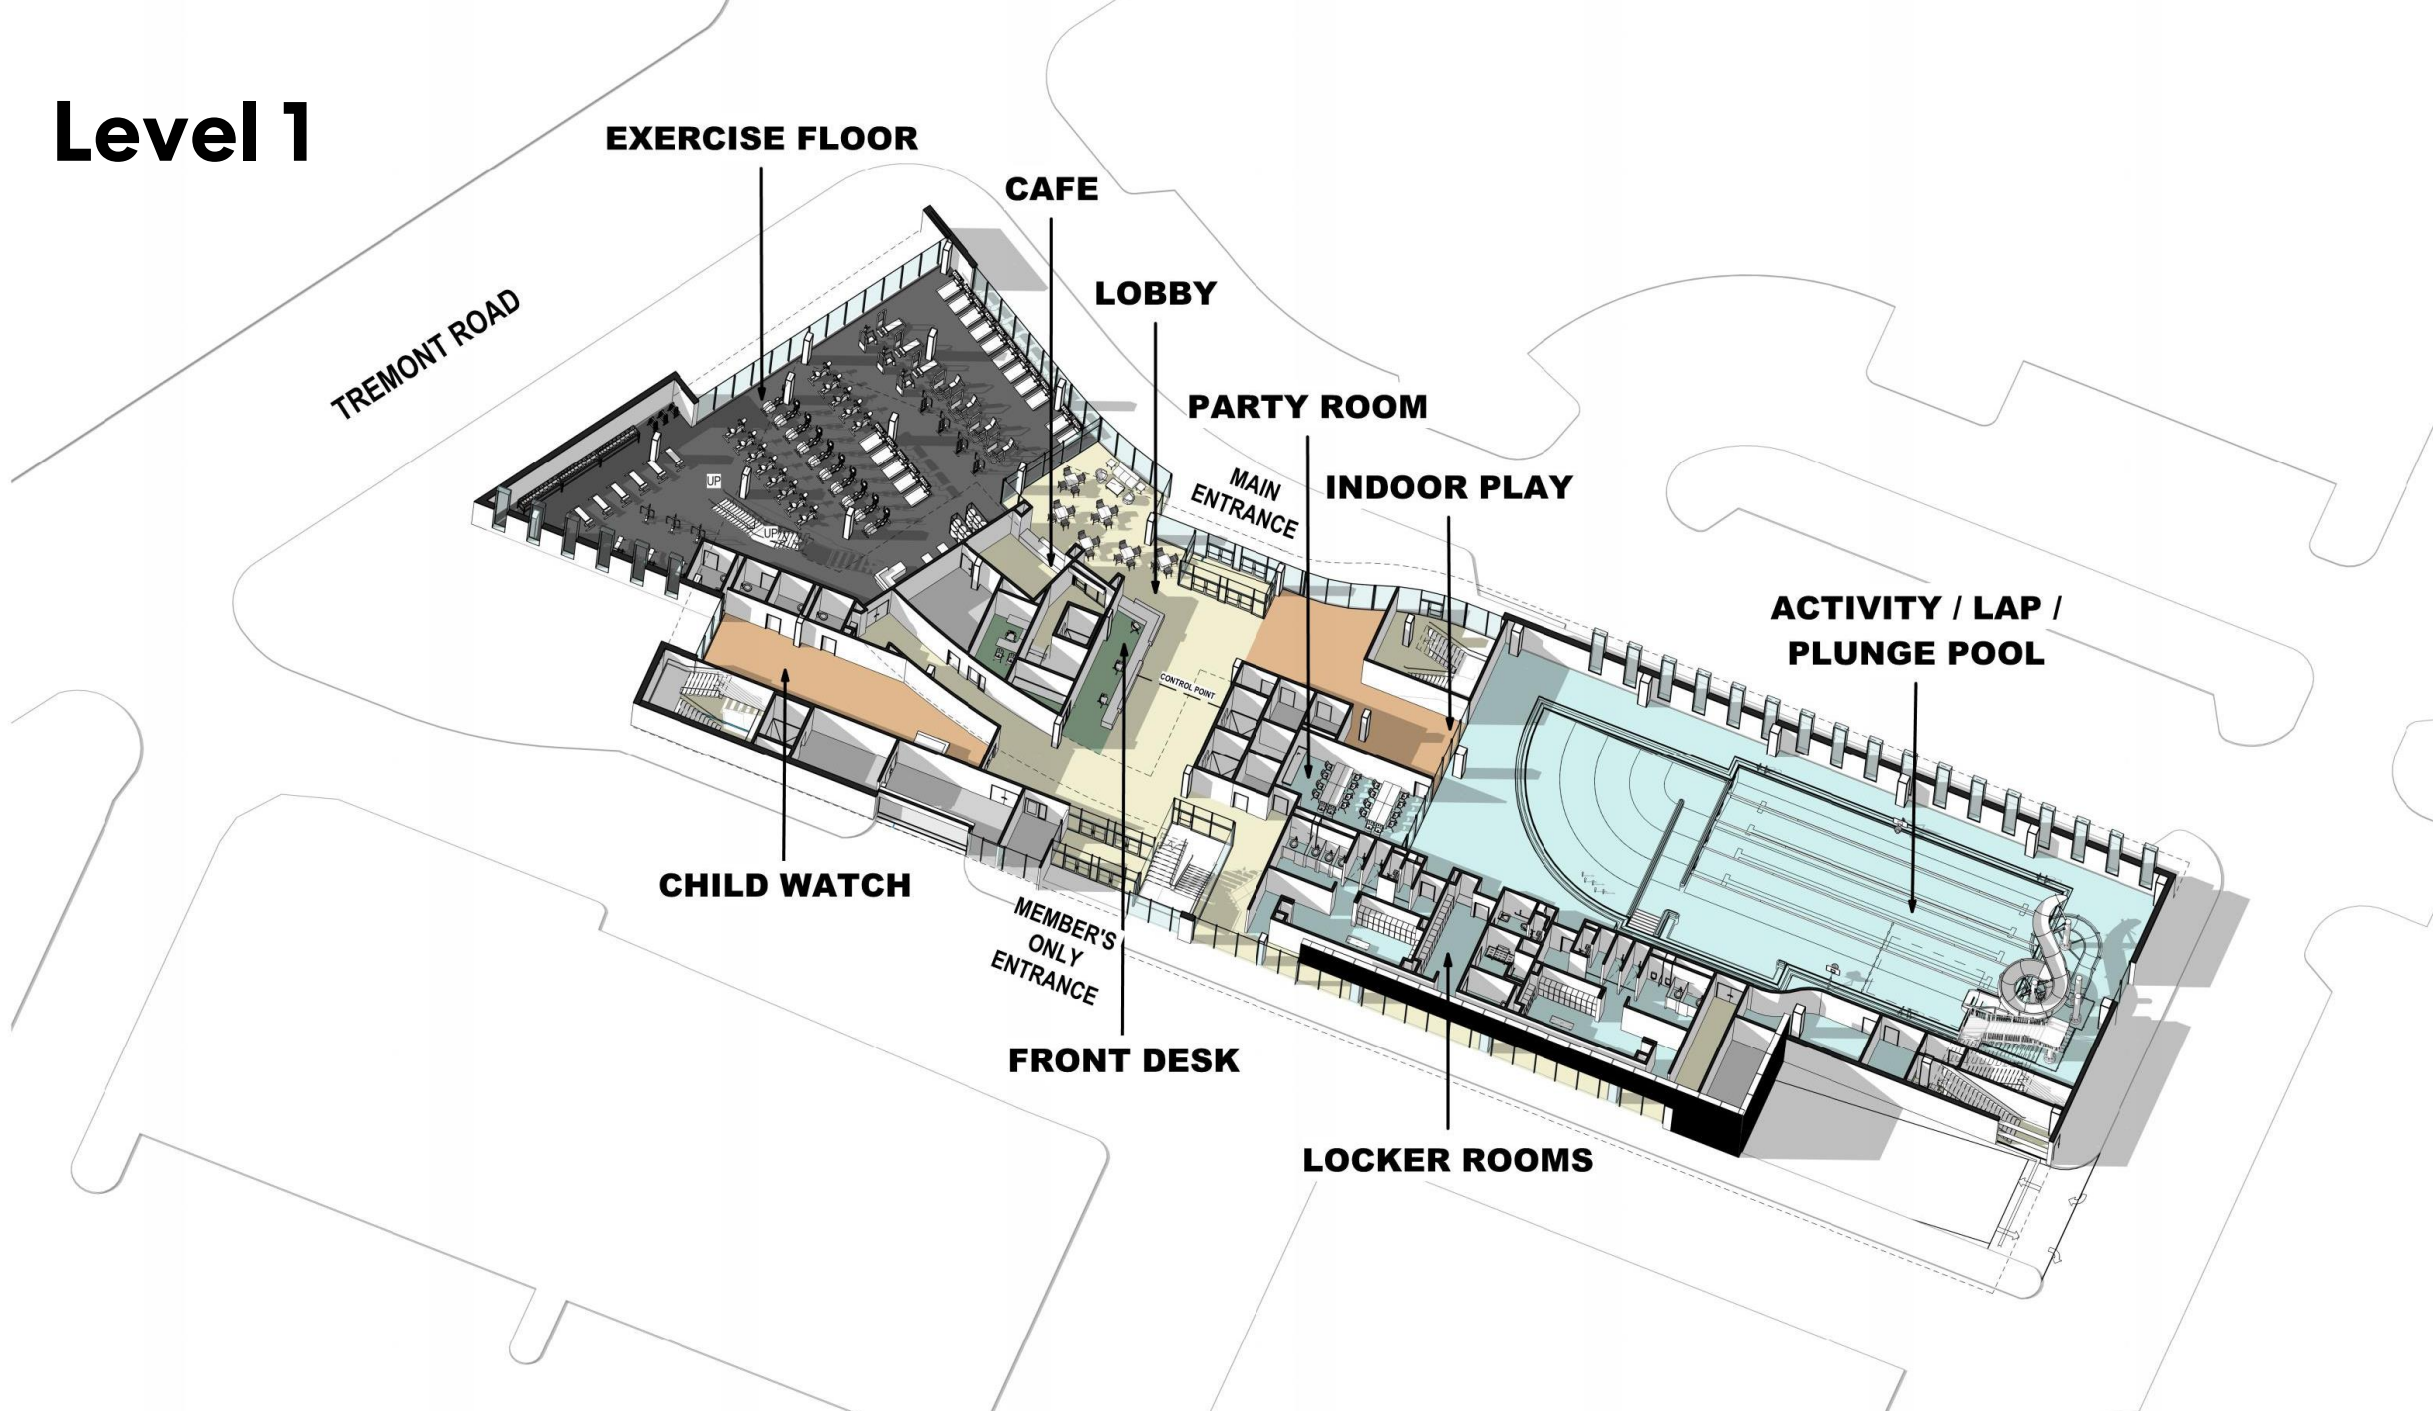 Level 1
EXERCISE FLOOR
CAFE
LOBBY
TREMONT ROAD
PARTY ROOM
MAIN
ENTRANCE
INDOOR PLAY
UP
UP
ACTIVITY / LAP /
PLUNGE POOL
CONTROL POINT
CHILD WATCH
MEMBER'S
ONLY
ENTRANCE
FRONT DESK
LOCKER ROOMS